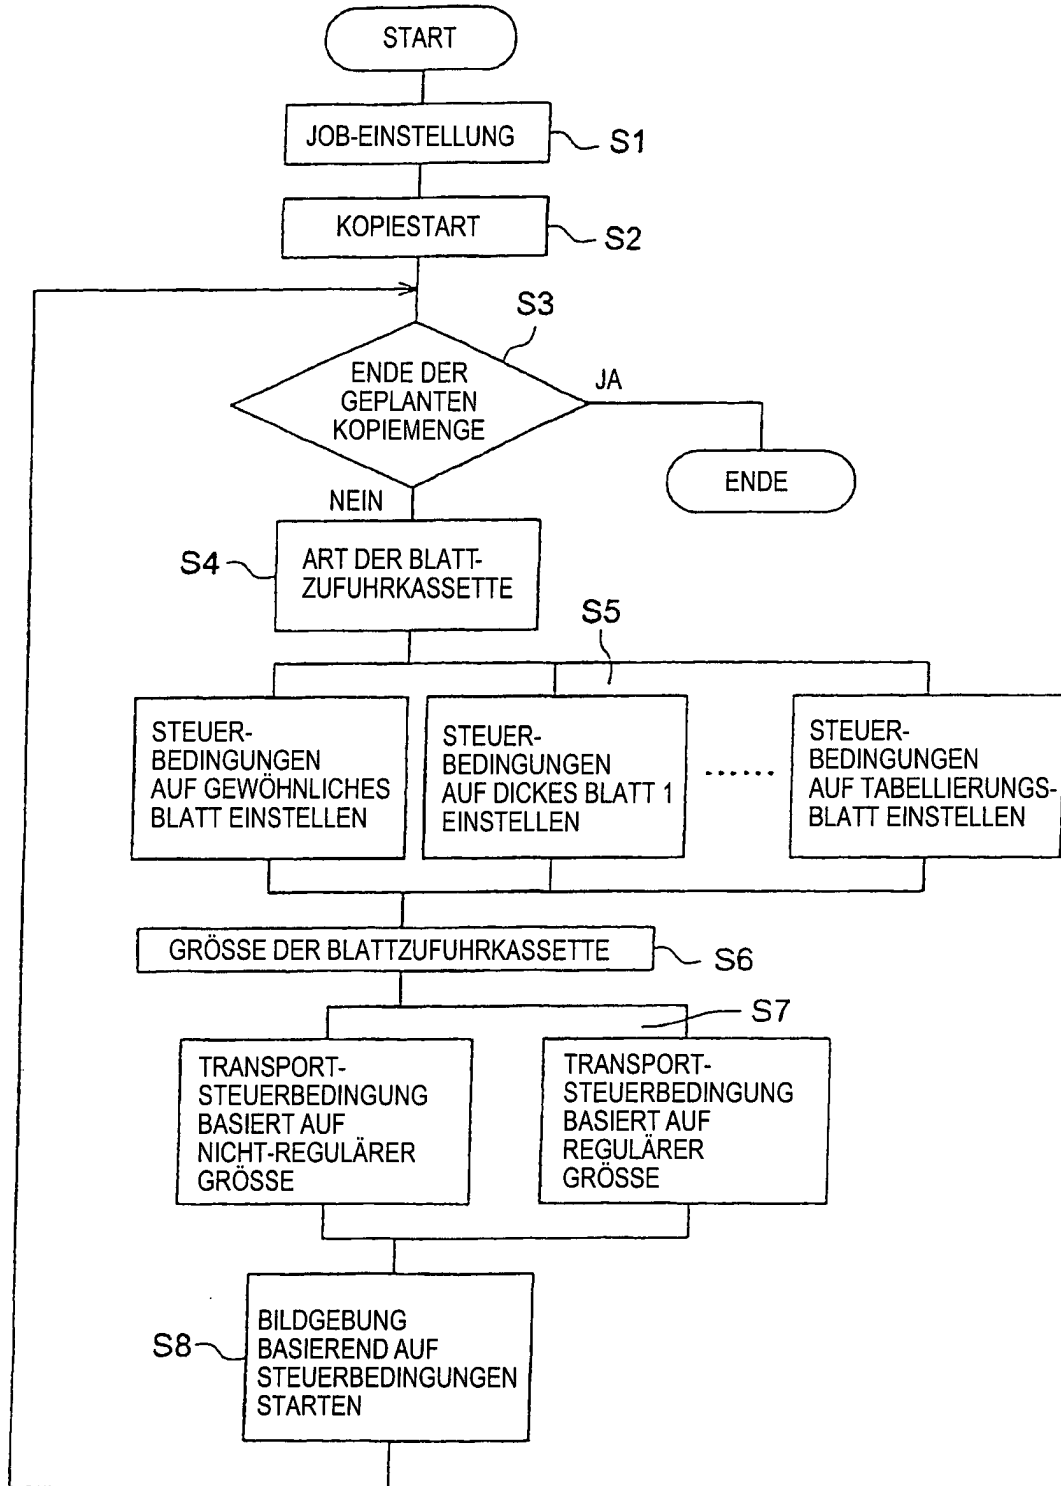 START
JOB-EINSTELLUNG
S1
KOPIESTART
S2
S3
ENDE DER
GEPLANTEN
KOPIEMENGE
JA
ENDE
NEIN
S4
ART DER BLATT-
ZUFUHRKASSETTE
S5
STEUER-
BEDINGUNGEN
AUF GEWÖHNLICHES
BLATT EINSTELLEN
STEUER-
BEDINGUNGEN
AUF DICKES BLATT 1
EINSTELLEN
......
STEUER-
BEDINGUNGEN
AUF TABELLIERUNGS-
BLATT EINSTELLEN
GRÖSSE DER BLATTZUFUHRKASSETTE
S6
S7
TRANSPORT-
STEUERBEDINGUNG
BASIERT AUF
NICHT-REGULÄRER
GRÖSSE
TRANSPORT-
STEUERBEDINGUNG
BASIERT AUF
REGULÄRER
GRÖSSE
S8
BILDGEBUNG
BASIEREND AUF
STEUERBEDINGUNGEN
STARTEN